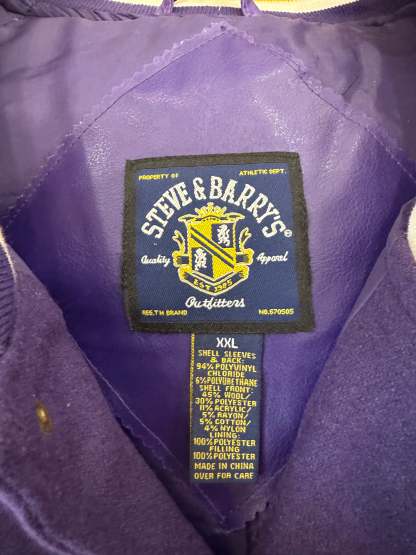 PROPERTY OF ATHLETIC DEPT.
STEVE & BARRY'S®
Quality Apparel
EST 1985
Outfitters
REG.TM BRAND NO.670505
XXL
SHELL SLEEVES
& BACK:
94% POLYVINYL
CHLORIDE
6% POLYURETHANE
SHELL FRONT:
45% WOOL/
30% POLYESTER
11% ACRYLIC/
5% RAYON/
5% COTTON/
4% NYLON
LINING:
100% POLYESTER
FILLING
100% POLYESTER
MADE IN CHINA
OVER FOR CARE